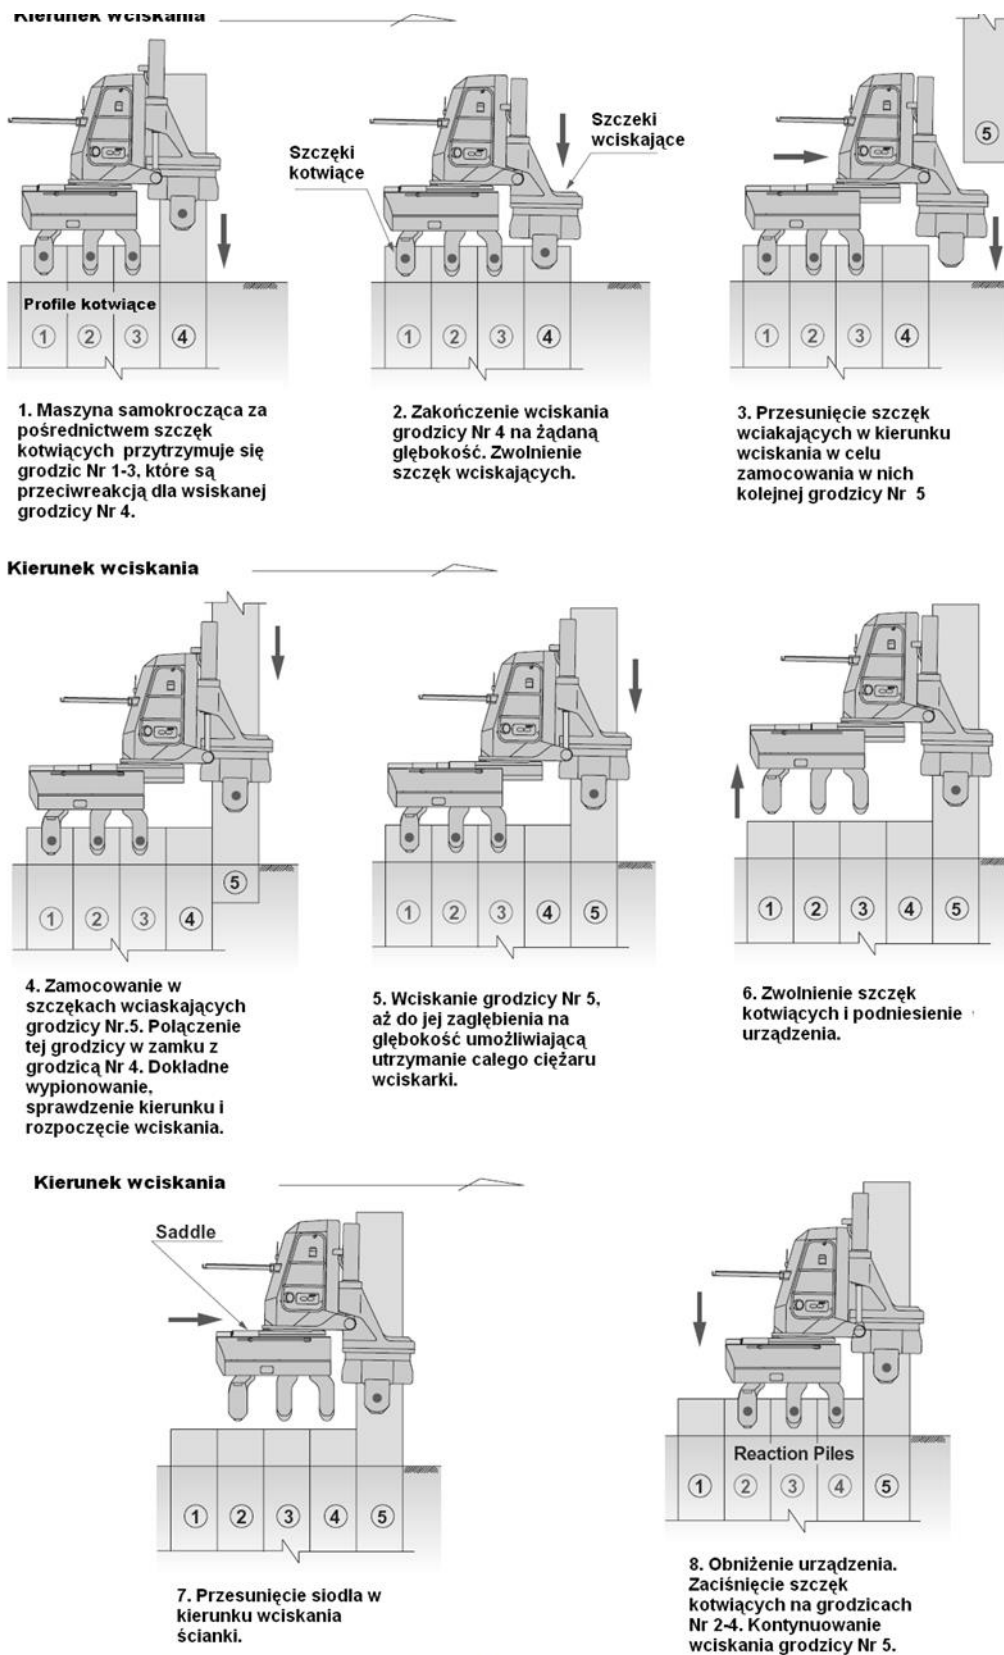 Kierunek wciskania
5
Szczęki
kotwiące
Szczeki
wciskające
Profile kotwiące
1 2 3 4
1 2 3 4
1 2 3 4
1. Maszyna samokrocząca za
pośrednictwem szczęk
kotwiących przytrzymuje się
grodzic Nr 1-3, które są
przeciwreakcją dla wsiskanej
grodzicy Nr 4.
2. Zakończenie wciskania
grodzicy Nr 4 na żądaną
głębokość. Zwolnienie
szczęk wciskających.
3. Przesunięcie szczęk
wciakających w kierunku
wciskania w celu
zamocowania w nich
kolejnej grodzicy Nr 5
Kierunek wciskania
5
1 2 3 4
1 2 3 4 5
1 2 3 4 5
4. Zamocowanie w
szczękach wciaskających
grodzicy Nr.5. Połączenie
tej grodzicy w zamku z
grodzicą Nr 4. Dokładne
wypionowanie,
sprawdzenie kierunku i
rozpoczęcie wciskania.
5. Wciskanie grodzicy Nr 5,
aż do jej zagłębienia na
głębokość umożliwiającą
utrzymanie calego ciężaru
wciskarki.
6. Zwolnienie szczęk
kotwiących i podniesienie
urządzenia.
Kierunek wciskania
Saddle
Reaction Piles
1 2 3 4 5
1 2 3 4 5
7. Przesunięcie siodla w
kierunku wciskania
ścianki.
8. Obniżenie urządzenia.
Zaciśnięcie szczęk
kotwiących na grodzicach
Nr 2-4. Kontynuowanie
wciskania grodzicy Nr 5.